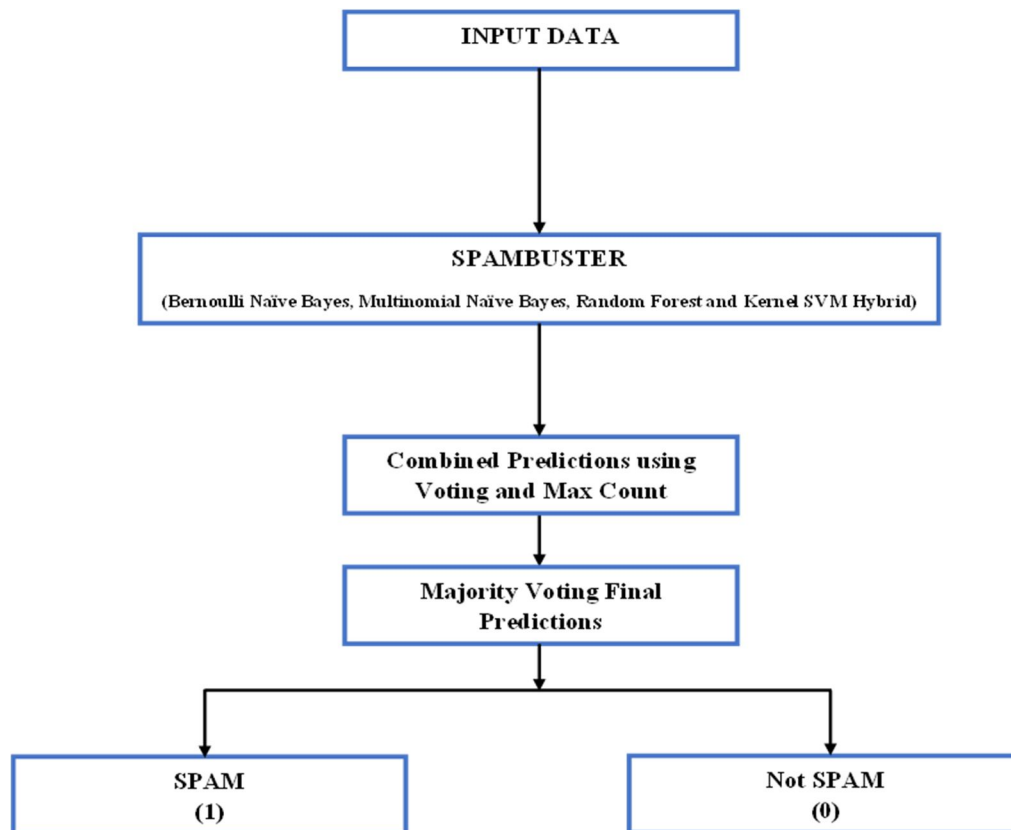 INPUT DATA
SPAMBUSTER
(Bernoulli Naïve Bayes, Multinomial Naïve Bayes, Random Forest and Kernel SVM Hybrid)
Combined Predictions using
Voting and Max Count
Majority Voting Final
Predictions
SPAM
(1)
Not SPAM
(0)